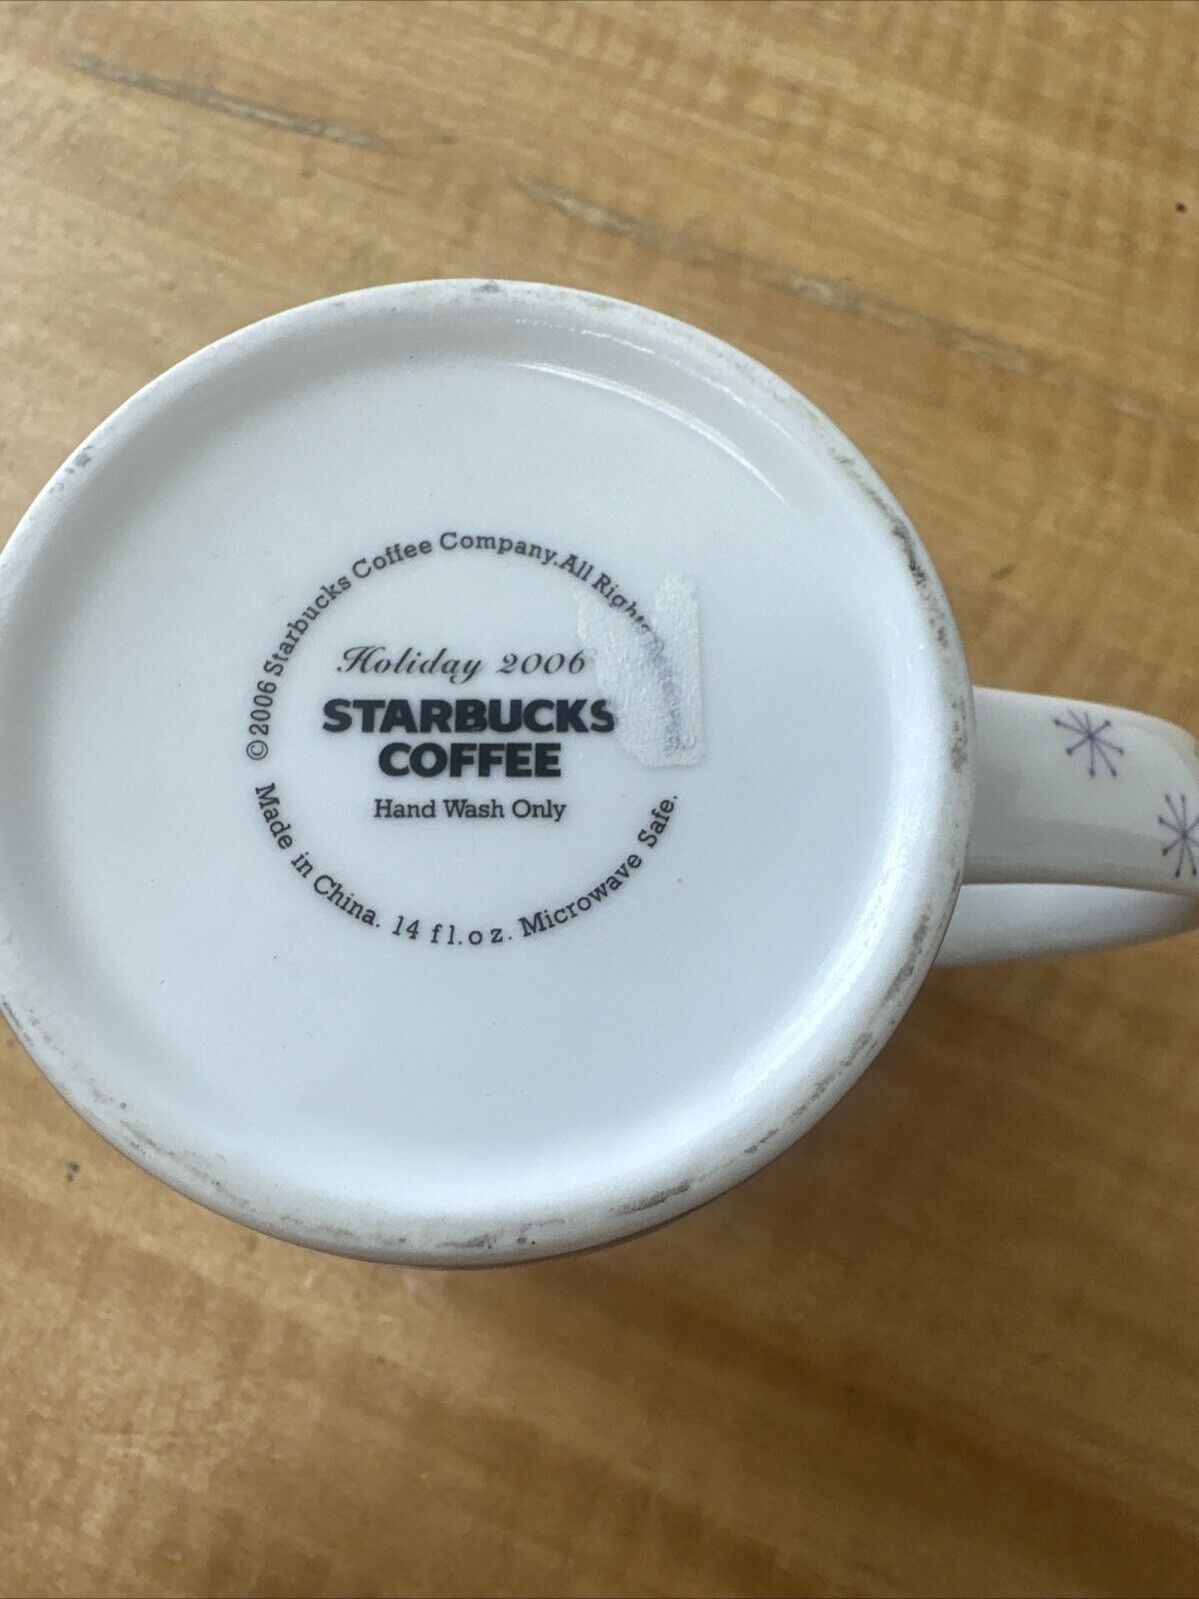 ©2006 Starbucks Coffee Company.All Rights
Holiday 2006
STARBUCKS
COFFEE
Hand Wash Only
Made in China. 14 fl.oz. Microwave Safe.